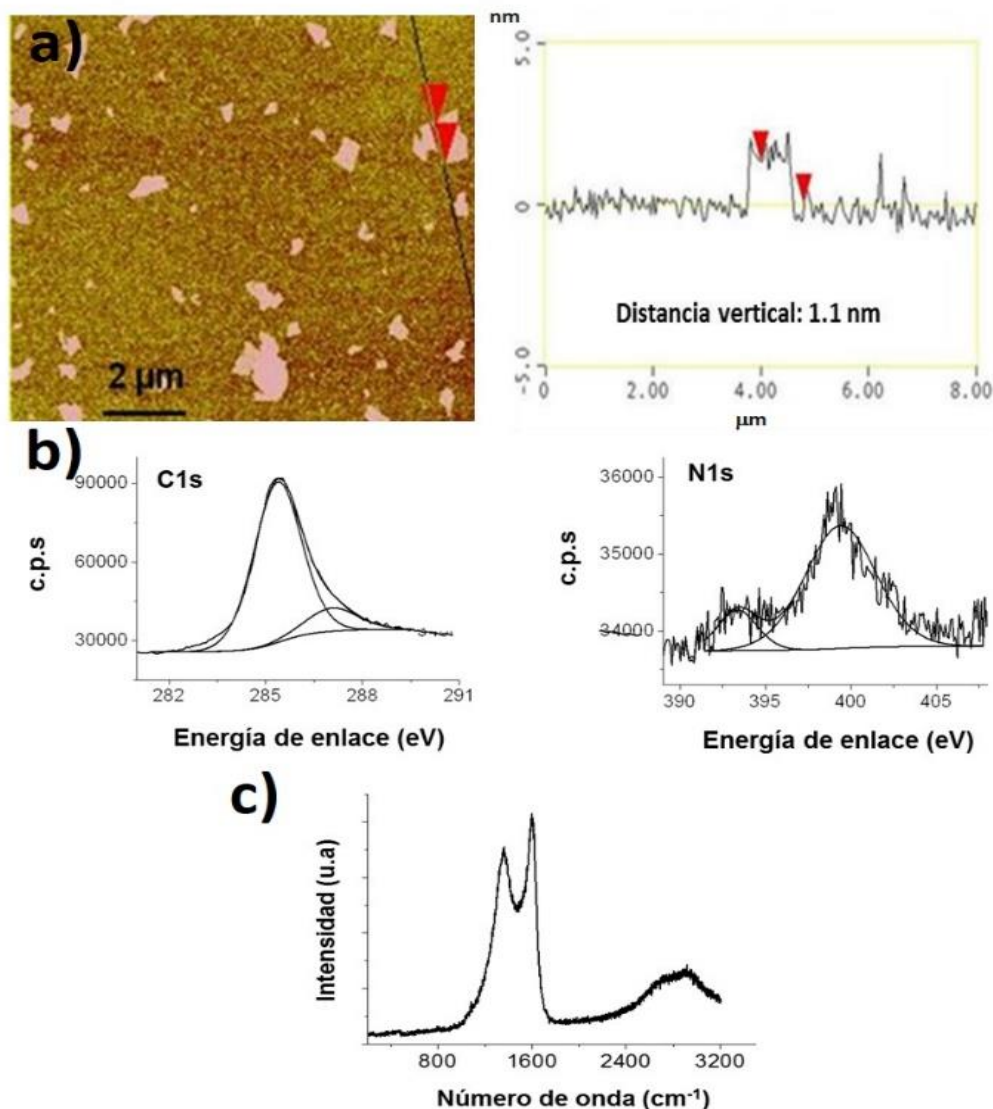 a)
2 µm
nm
5.0
0
-5.0
Distancia vertical: 1.1 nm
0 2.00 4.00 6.00 8.00
µm
b)
C1s
c.p.s
90000
60000
30000
282 285 288 291
Energía de enlace (eV)
N1s
c.p.s
36000
35000
34000
390 395 400 405
Energía de enlace (eV)
c)
Intensidad (u.a)
800 1600 2400 3200
Número de onda (cm-1)